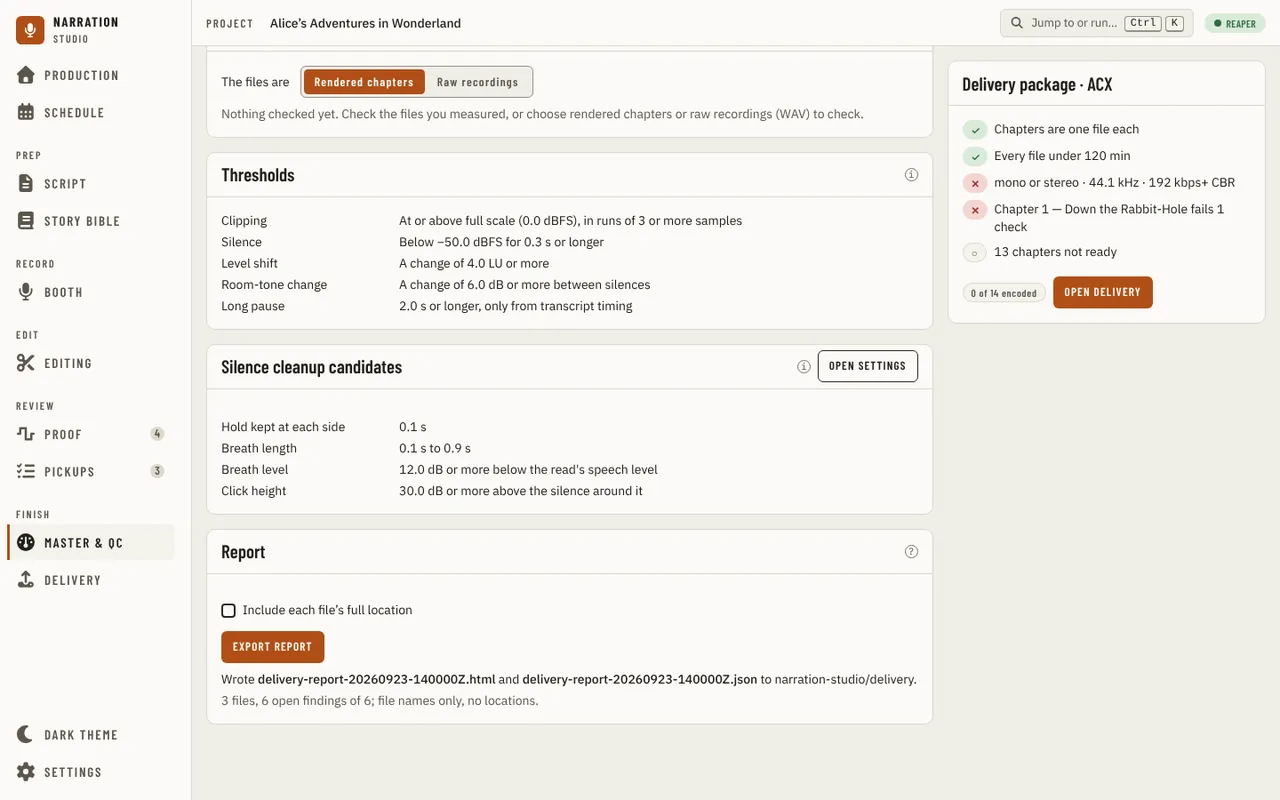 NARRATION
STUDIO
PRODUCTION
SCHEDULE
PREP
SCRIPT
STORY BIBLE
RECORD
BOOTH
EDIT
EDITING
REVIEW
PROOF 4
PICKUPS 3
FINISH
MASTER & QC
DELIVERY
DARK THEME
SETTINGS
PROJECT Alice's Adventures in Wonderland
Jump to or run... Ctrl K
REAPER
The files are Rendered chapters Raw recordings
Nothing checked yet. Check the files you measured, or choose rendered chapters or raw recordings (WAV) to check.
Thresholds
Clipping At or above full scale (0.0 dBFS), in runs of 3 or more samples
Silence Below −50.0 dBFS for 0.3 s or longer
Level shift A change of 4.0 LU or more
Room-tone change A change of 6.0 dB or more between silences
Long pause 2.0 s or longer, only from transcript timing
Silence cleanup candidates OPEN SETTINGS
Hold kept at each side 0.1 s
Breath length 0.1 s to 0.9 s
Breath level 12.0 dB or more below the read's speech level
Click height 30.0 dB or more above the silence around it
Report
Include each file's full location
EXPORT REPORT
Wrote delivery-report-20260923-140000Z.html and delivery-report-20260923-140000Z.json to narration-studio/delivery.
3 files, 6 open findings of 6; file names only, no locations.
Delivery package · ACX
Chapters are one file each
Every file under 120 min
mono or stereo · 44.1 kHz · 192 kbps+ CBR
Chapter 1 — Down the Rabbit-Hole fails 1
check
13 chapters not ready
0 of 14 encoded OPEN DELIVERY